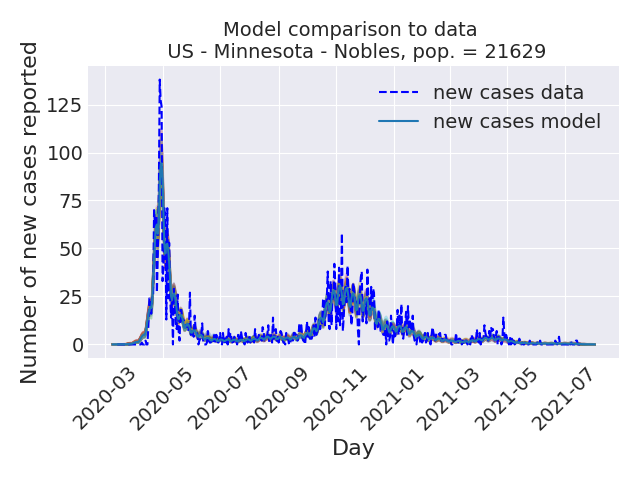 Model comparison to data
US - Minnesota - Nobles, pop. = 21629
Number of new cases reported
125
100
75
50
25
0
new cases data
new cases model
2020-03
2020-05
2020-07
2020-09
2020-11
2021-01
2021-03
2021-05
2021-07
Day